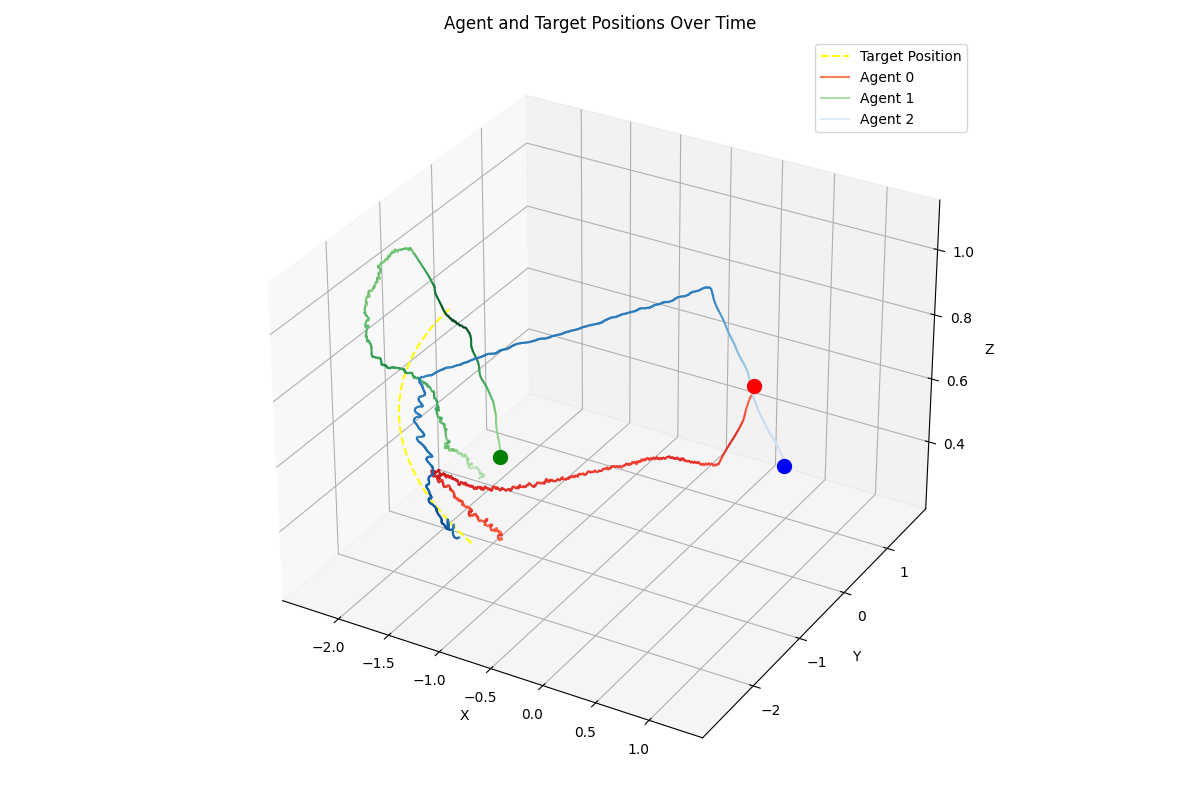 Agent and Target Positions Over Time
Target Position
Agent 0
Agent 1
Agent 2
1.0
0.8
Z
0.6
0.4
1
0
Y
−1
−2
−2.0
−1.5
−1.0
−0.5
X
0.0
0.5
1.0